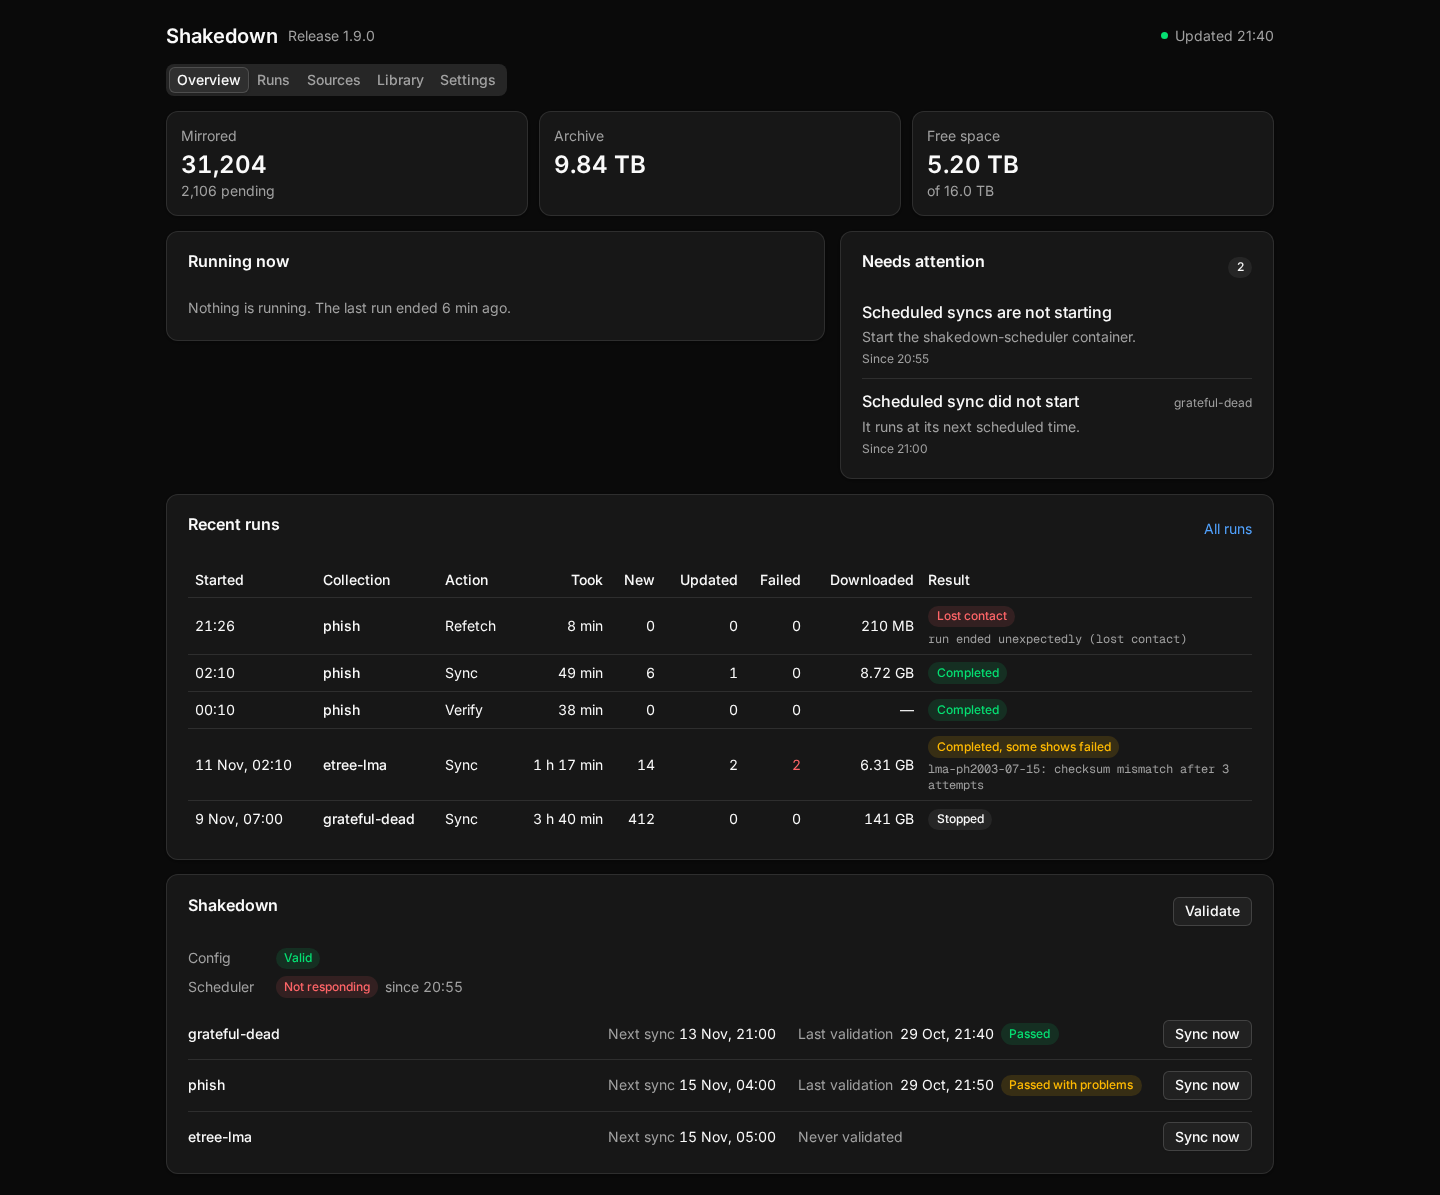 Shakedown Release 1.9.0
Updated 21:40
Overview Runs Sources Library Settings
Mirrored
31,204
2,106 pending
Archive
9.84 TB
Free space
5.20 TB
of 16.0 TB
Running now
Nothing is running. The last run ended 6 min ago.
Needs attention
2
Scheduled syncs are not starting
Start the shakedown-scheduler container.
Since 20:55
Scheduled sync did not start grateful-dead
It runs at its next scheduled time.
Since 21:00
Recent runs
All runs
Started Collection Action Took New Updated Failed Downloaded Result
21:26 phish Refetch 8 min 0 0 0 210 MB Lost contact
run ended unexpectedly (lost contact)
02:10 phish Sync 49 min 6 1 0 8.72 GB Completed
00:10 phish Verify 38 min 0 0 0 — Completed
11 Nov, 02:10 etree-lma Sync 1 h 17 min 14 2 2 6.31 GB Completed, some shows failed
lma-ph2003-07-15: checksum mismatch after 3
attempts
9 Nov, 07:00 grateful-dead Sync 3 h 40 min 412 0 0 141 GB Stopped
Shakedown
Validate
Config Valid
Scheduler Not responding since 20:55
grateful-dead Next sync 13 Nov, 21:00 Last validation 29 Oct, 21:40 Passed Sync now
phish Next sync 15 Nov, 04:00 Last validation 29 Oct, 21:50 Passed with problems Sync now
etree-lma Next sync 15 Nov, 05:00 Never validated Sync now